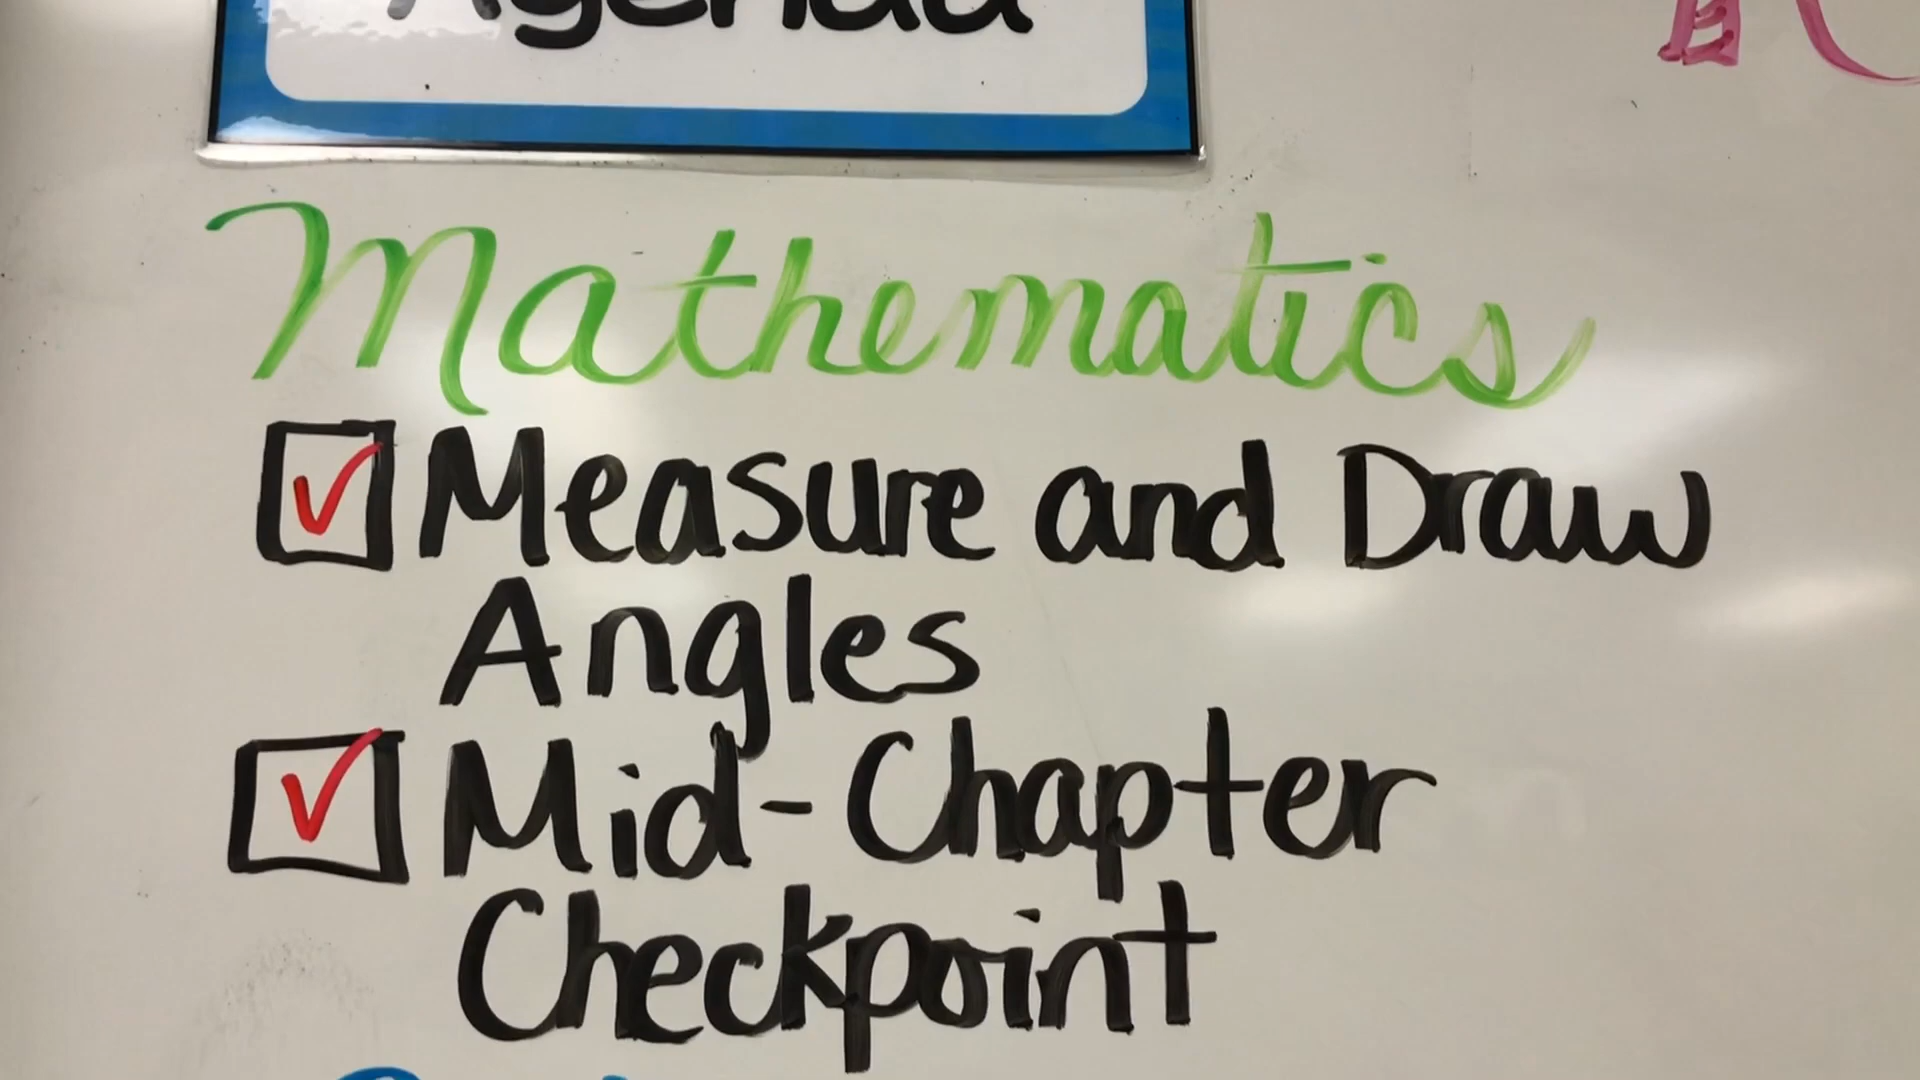 Agenda
Mathematics
Measure and Draw
Angles
Mid-Chapter
Checkpoint